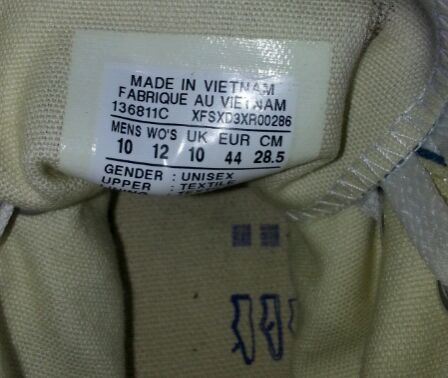 MADE IN VIETNAM
FABRIQUE AU VIETNAM
136811C XFSXD3XR00286
MENS WO'S UK EUR CM
10 12 10 44 28.5
GENDER : UNISEX
UPPER : TEXTILE